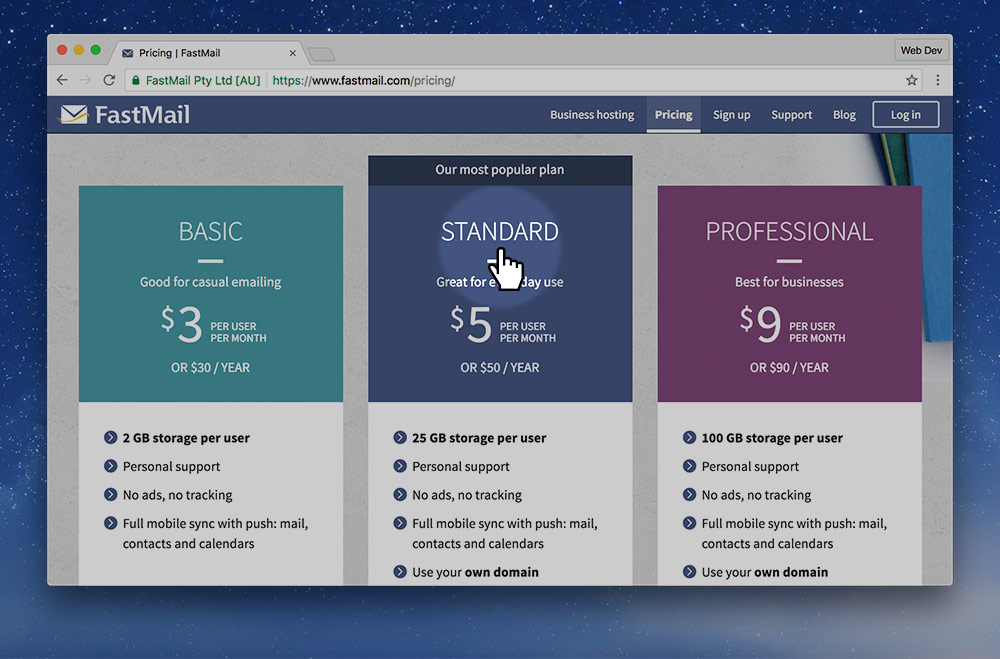 Pricing | FastMail
Web Dev
FastMail Pty Ltd [AU]
https://www.fastmail.com/pricing/
FastMail
Business hosting
Pricing
Sign up
Support
Blog
Log in
Our most popular plan
BASIC
Good for casual emailing
$3 PER USER
PER MONTH
OR $30 / YEAR
2 GB storage per user
Personal support
No ads, no tracking
Full mobile sync with push: mail,
contacts and calendars
STANDARD
Great for e day use
$5 PER USER
PER MONTH
OR $50 / YEAR
25 GB storage per user
Personal support
No ads, no tracking
Full mobile sync with push: mail,
contacts and calendars
Use your own domain
PROFESSIONAL
Best for businesses
$9 PER USER
PER MONTH
OR $90 / YEAR
100 GB storage per user
Personal support
No ads, no tracking
Full mobile sync with push: mail,
contacts and calendars
Use your own domain